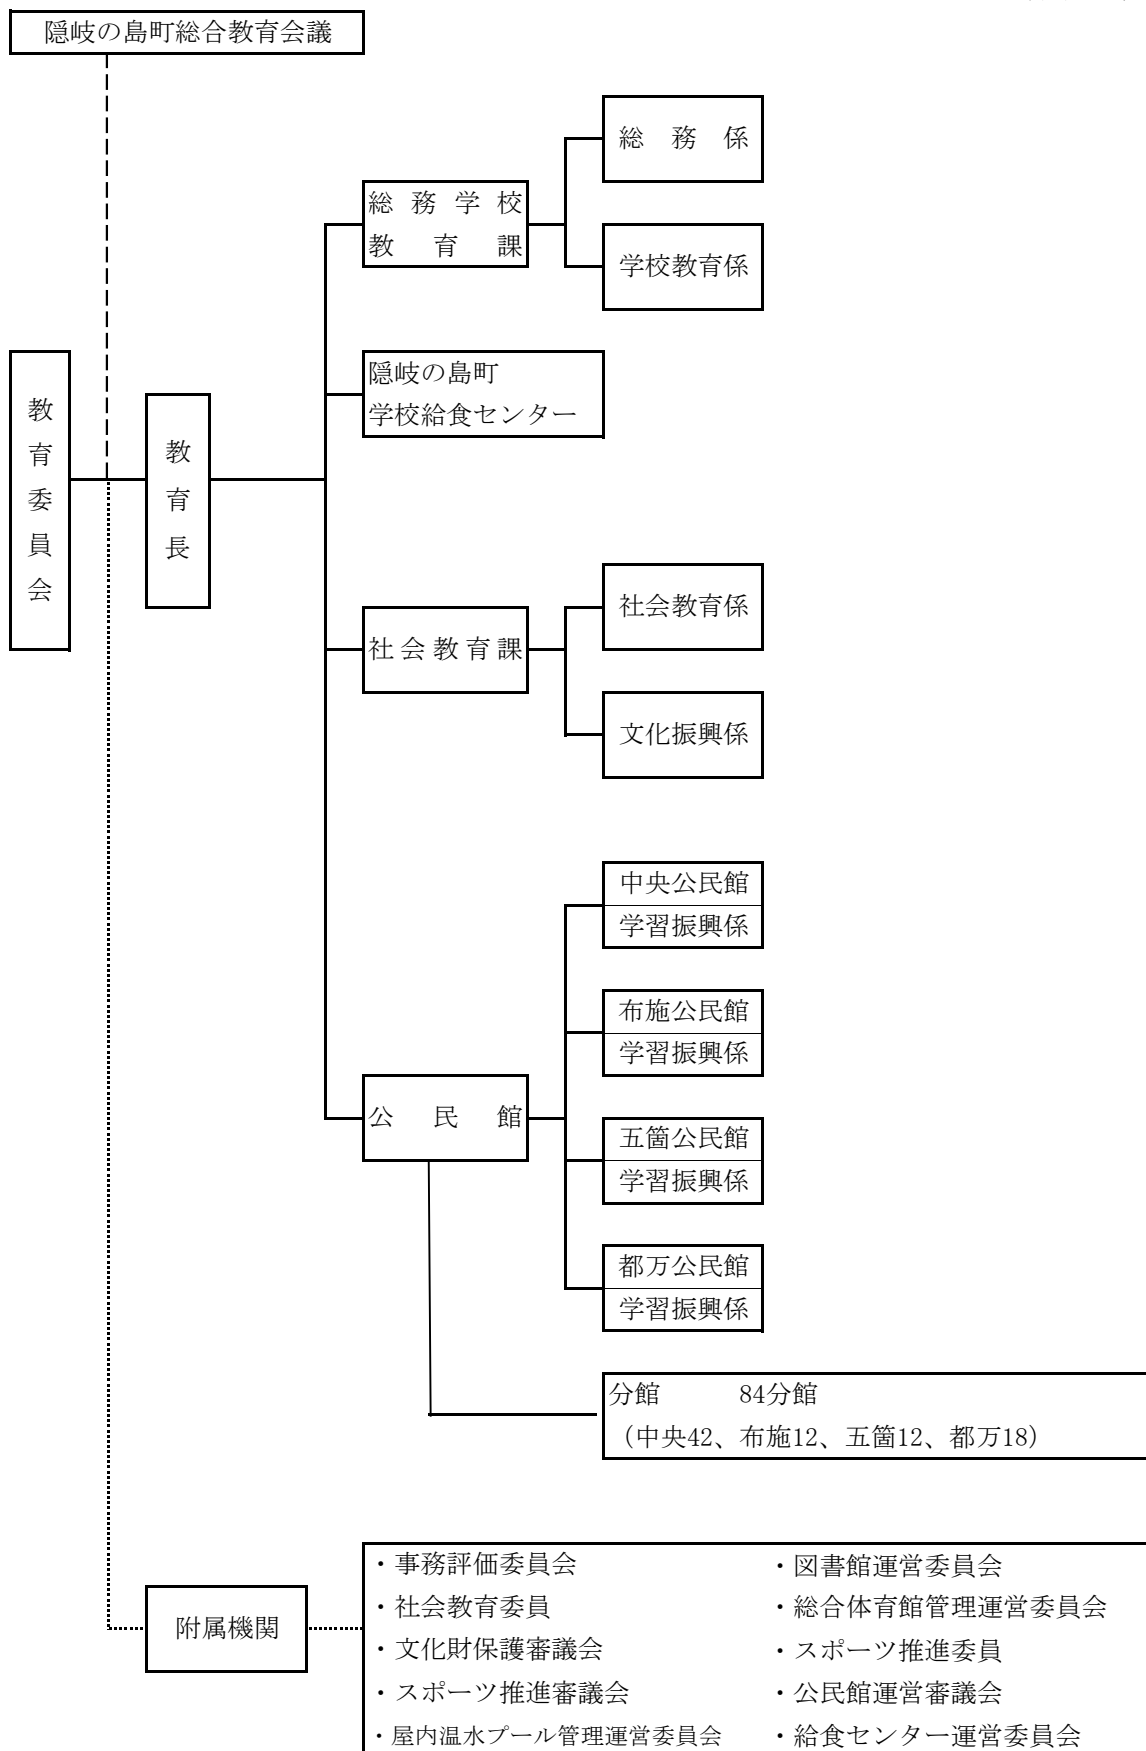 隠岐の島町総合教育会議
総務係
総務学校
教育課
学校教育係
隠岐の島町
学校給食センター
教育委員会
教育長
社会教育係
社会教育課
文化振興係
中央公民館
学習振興係
布施公民館
学習振興係
公民館
五箇公民館
学習振興係
都万公民館
学習振興係
分館　　　84分館
（中央42、布施12、五箇12、都万18）
附属機関
・事務評価委員会
・社会教育委員
・文化財保護審議会
・スポーツ推進審議会
・屋内温水プール管理運営委員会
・図書館運営委員会
・総合体育館管理運営委員会
・スポーツ推進委員
・公民館運営審議会
・給食センター運営委員会